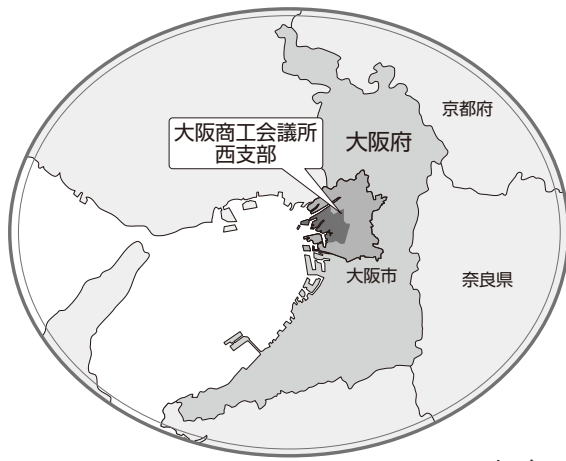 京都府
大阪商工会議所
西支部
大阪府
大阪市
奈良県